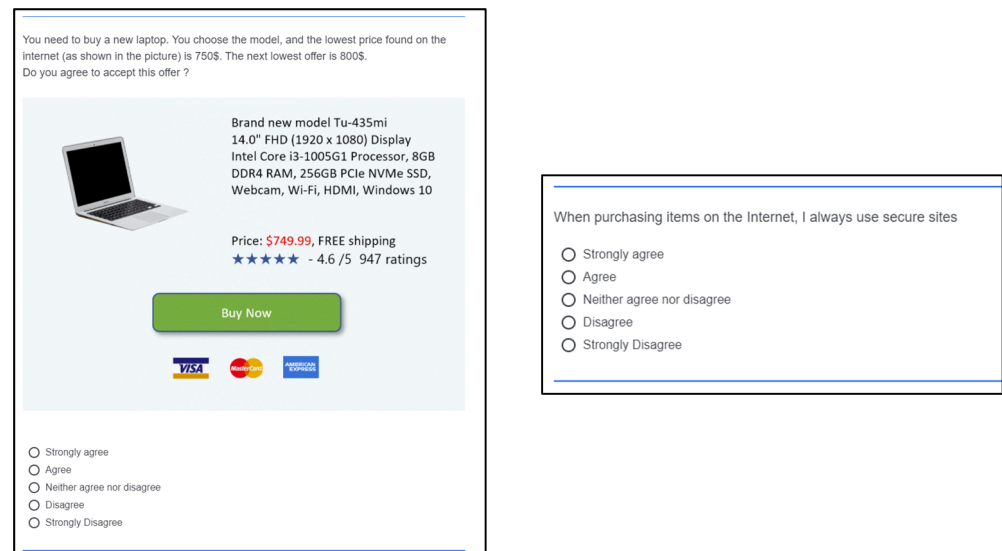 You need to buy a new laptop. You choose the model, and the lowest price found on the
internet (as shown in the picture) is 750$. The next lowest offer is 800$.
Do you agree to accept this offer ?
Brand new model Tu-435mi
14.0" FHD (1920 x 1080) Display
Intel Core i3-1005G1 Processor, 8GB
DDR4 RAM, 256GB PCIe NVMe SSD,
Webcam, Wi-Fi, HDMI, Windows 10
Price: $749.99, FREE shipping
★★★★★ - 4.6 /5 947 ratings
Buy Now
VISA MasterCard AMERICAN EXPRESS
Strongly agree
Agree
Neither agree nor disagree
Disagree
Strongly Disagree
When purchasing items on the Internet, I always use secure sites
Strongly agree
Agree
Neither agree nor disagree
Disagree
Strongly Disagree